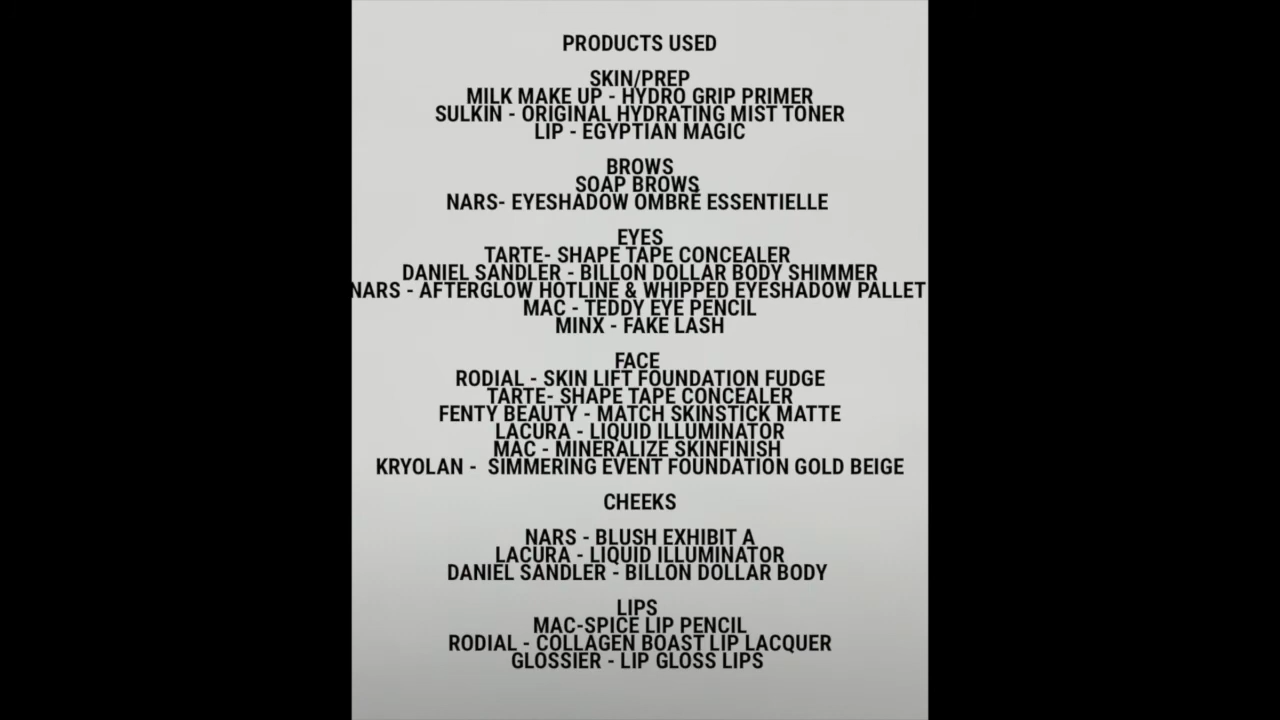 PRODUCTS USED
SKIN/PREP
MILK MAKE UP - HYDRO GRIP PRIMER
SULKIN - ORIGINAL HYDRATING MIST TONER
LIP - EGYPTIAN MAGIC
BROWS
SOAP BROWS
NARS- EYESHADOW OMBRÉ ESSENTIELLE
EYES
TARTE- SHAPE TAPE CONCEALER
DANIEL SANDLER - BILLON DOLLAR BODY SHIMMER
NARS - AFTERGLOW HOTLINE & WHIPPED EYESHADOW PALLET
MAC - TEDDY EYE PENCIL
MINX - FAKE LASH
FACE
RODIAL - SKIN LIFT FOUNDATION FUDGE
TARTE- SHAPE TAPE CONCEALER
FENTY BEAUTY - MATCH SKINSTICK MATTE
LACURA - LIQUID ILLUMINATOR
MAC - MINERALIZE SKINFINISH
KRYOLAN -  SIMMERING EVENT FOUNDATION GOLD BEIGE
CHEEKS
NARS - BLUSH EXHIBIT A
LACURA - LIQUID ILLUMINATOR
DANIEL SANDLER - BILLON DOLLAR BODY
LIPS
MAC-SPICE LIP PENCIL
RODIAL - COLLAGEN BOAST LIP LACQUER
GLOSSIER - LIP GLOSS LIPS